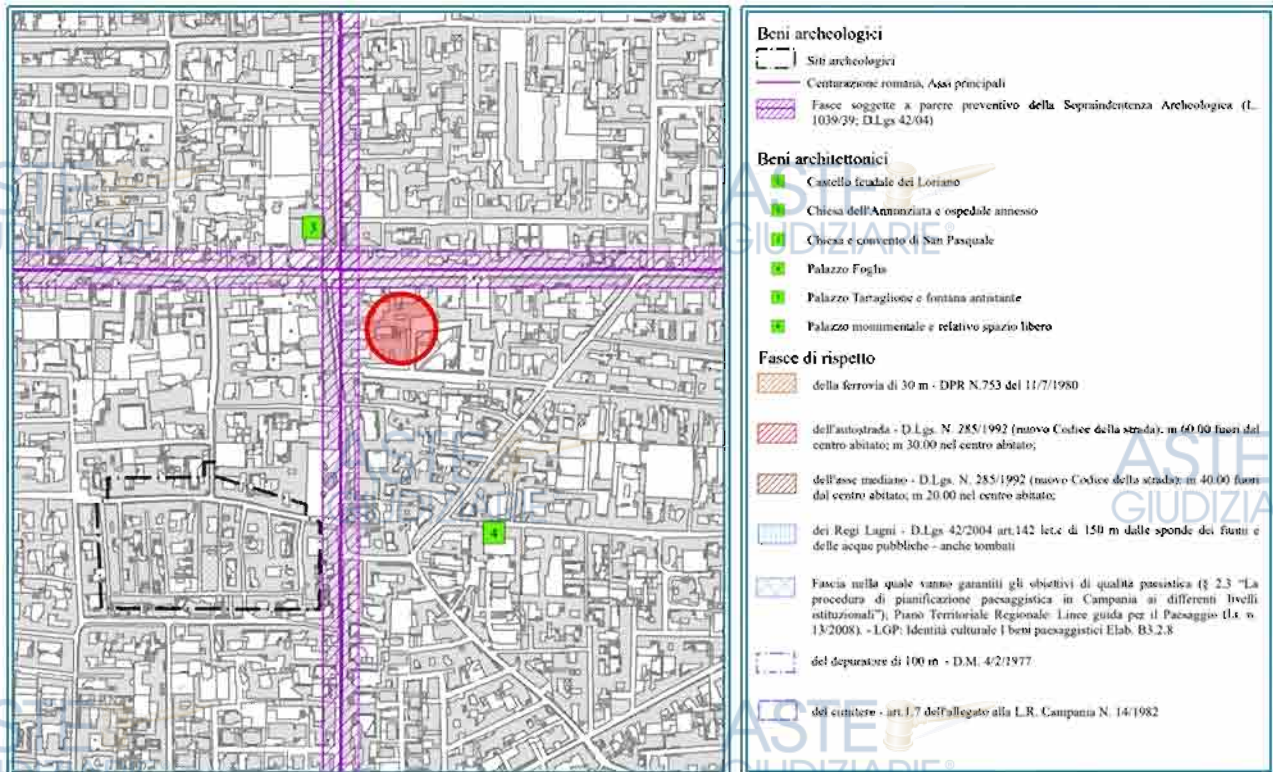 3
4
Beni archeologici
Siti archeologici
Centurazione romana, Assi principali
Fasce soggette a parere preventivo della Sopraindentenza Archeologica (L.
1039/39; D.Lgs 42/04)
Beni architettonici
Castello feudale dei Loriano
Chiesa dell'Annunziata e ospedale annesso
Chiesa e convento di San Pasquale
Palazzo Foglia
Palazzo Tartaglione e fontana antistante
Palazzo monumentale e relativo spazio libero
Fasce di rispetto
della ferrovia di 30 m - DPR N.753 del 11/7/1980
dell'autostrada - D.Lgs. N. 285/1992 (nuovo Codice della strada). m 60.00 fuori dal
centro abitato; m 30.00 nel centro abitato;
dell'asse mediano - D.Lgs. N. 285/1992 (nuovo Codice della strada); m 40.00 fuori
dal centro abitato; m 20.00 nel centro abitato;
dei Regi Lagni - D.Lgs 42/2004 art.142 let.c di 150 m dalle sponde dei fiumi e
delle acque pubbliche - anche tombati
Fascia nella quale vanno garantiti gli obiettivi di qualità paesistica (§ 2.3 "La
procedura di pianificazione paesaggistica in Campania ai differenti livelli
istituzionali"), Piano Territoriale Regionale: Linee guida per il Paesaggio (Lr. n.
13/2008). - LGP: Identità culturale I beni paesaggistici Elab. B3.2.8
del depuratore di 100 m - D.M. 4/2/1977
del cimitero - art.1.7 dell'allegato alla L.R. Campania N. 14/1982
ASTE
GIUDIZIARIE®